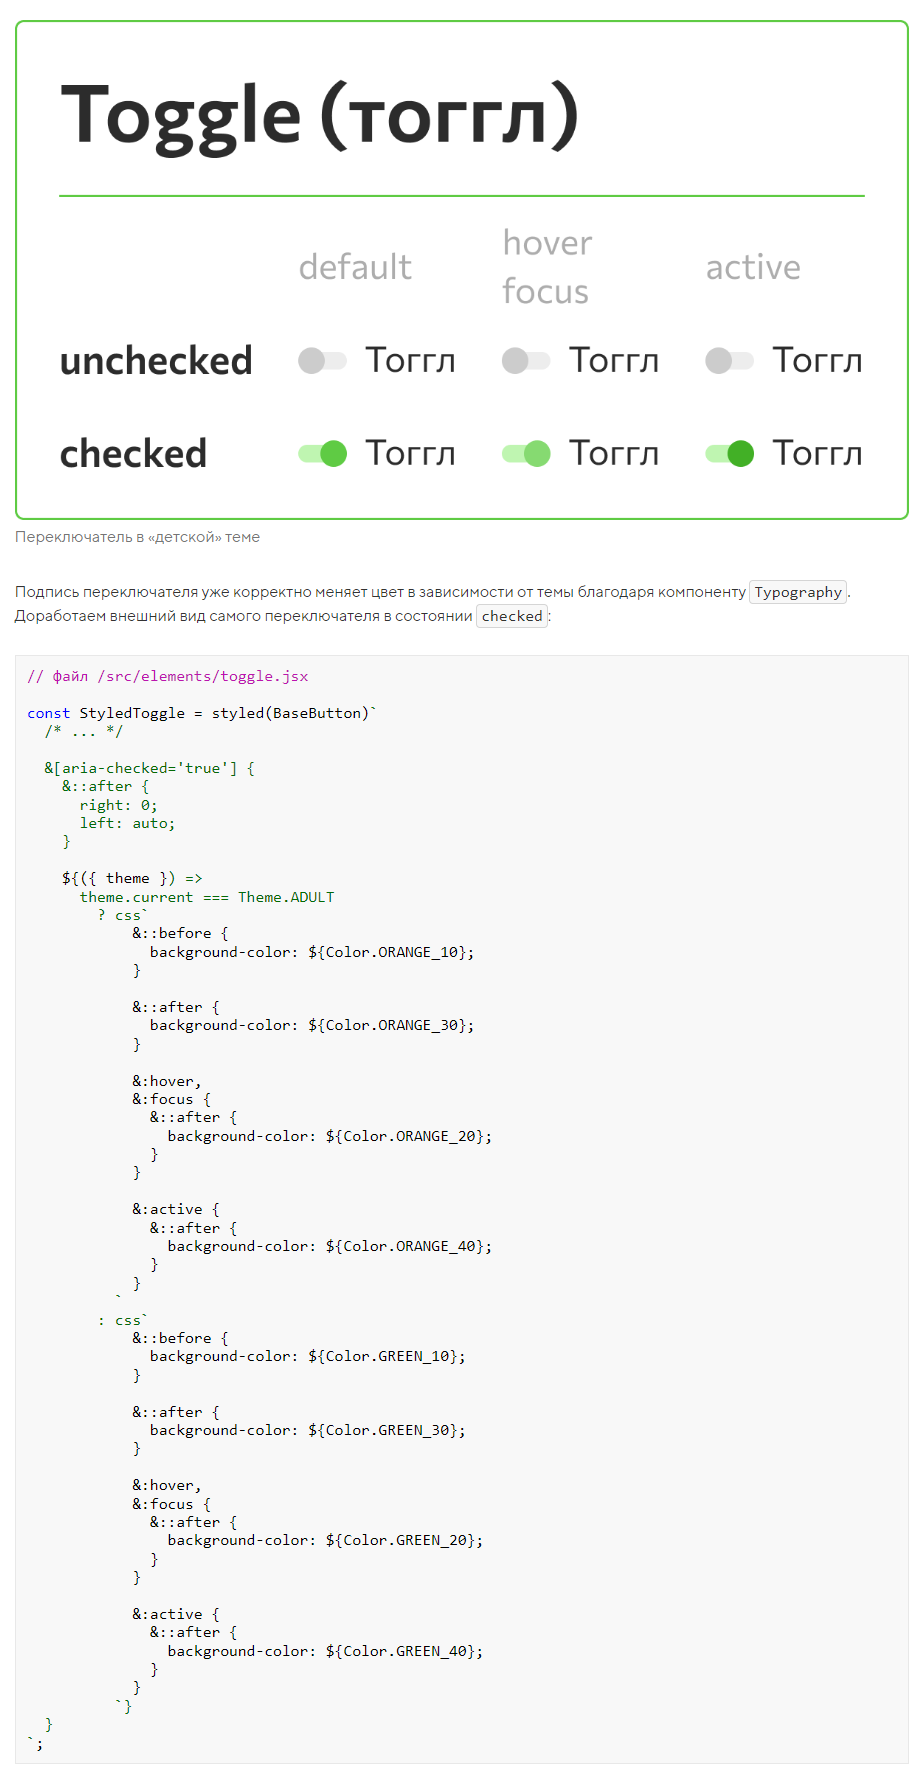 Toggle (тоггл)
default
hover
focus
active
unchecked Тоггл Тоггл Тоггл
checked Тоггл Тоггл Тоггл
Переключатель в «детской» теме
Подпись переключателя уже корректно меняет цвет в зависимости от темы благодаря компоненту Typography.
Доработаем внешний вид самого переключателя в состоянии checked:
// файл /src/elements/toggle.jsx
const StyledToggle = styled(BaseButton)`
/* ... */
&[aria-checked='true'] {
&::after {
right: 0;
left: auto;
}
${({ theme }) =>
theme.current === Theme.ADULT
? css`
&::before {
background-color: ${Color.ORANGE_10};
}
&::after {
background-color: ${Color.ORANGE_30};
}
&:hover,
&:focus {
&::after {
background-color: ${Color.ORANGE_20};
}
}
&:active {
&::after {
background-color: ${Color.ORANGE_40};
}
}
`
: css`
&::before {
background-color: ${Color.GREEN_10};
}
&::after {
background-color: ${Color.GREEN_30};
}
&:hover,
&:focus {
&::after {
background-color: ${Color.GREEN_20};
}
}
&:active {
&::after {
background-color: ${Color.GREEN_40};
}
}
`}
}
`;